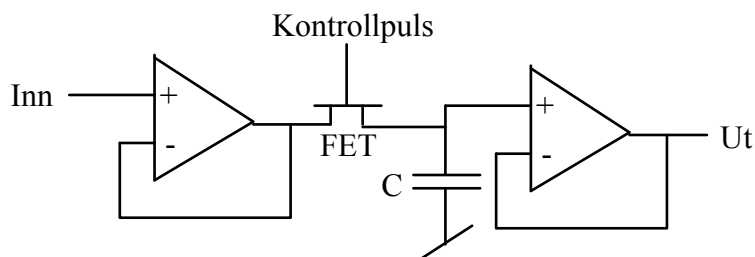 Kontrollpuls
Inn
+
-
FET
C
+
-
Ut